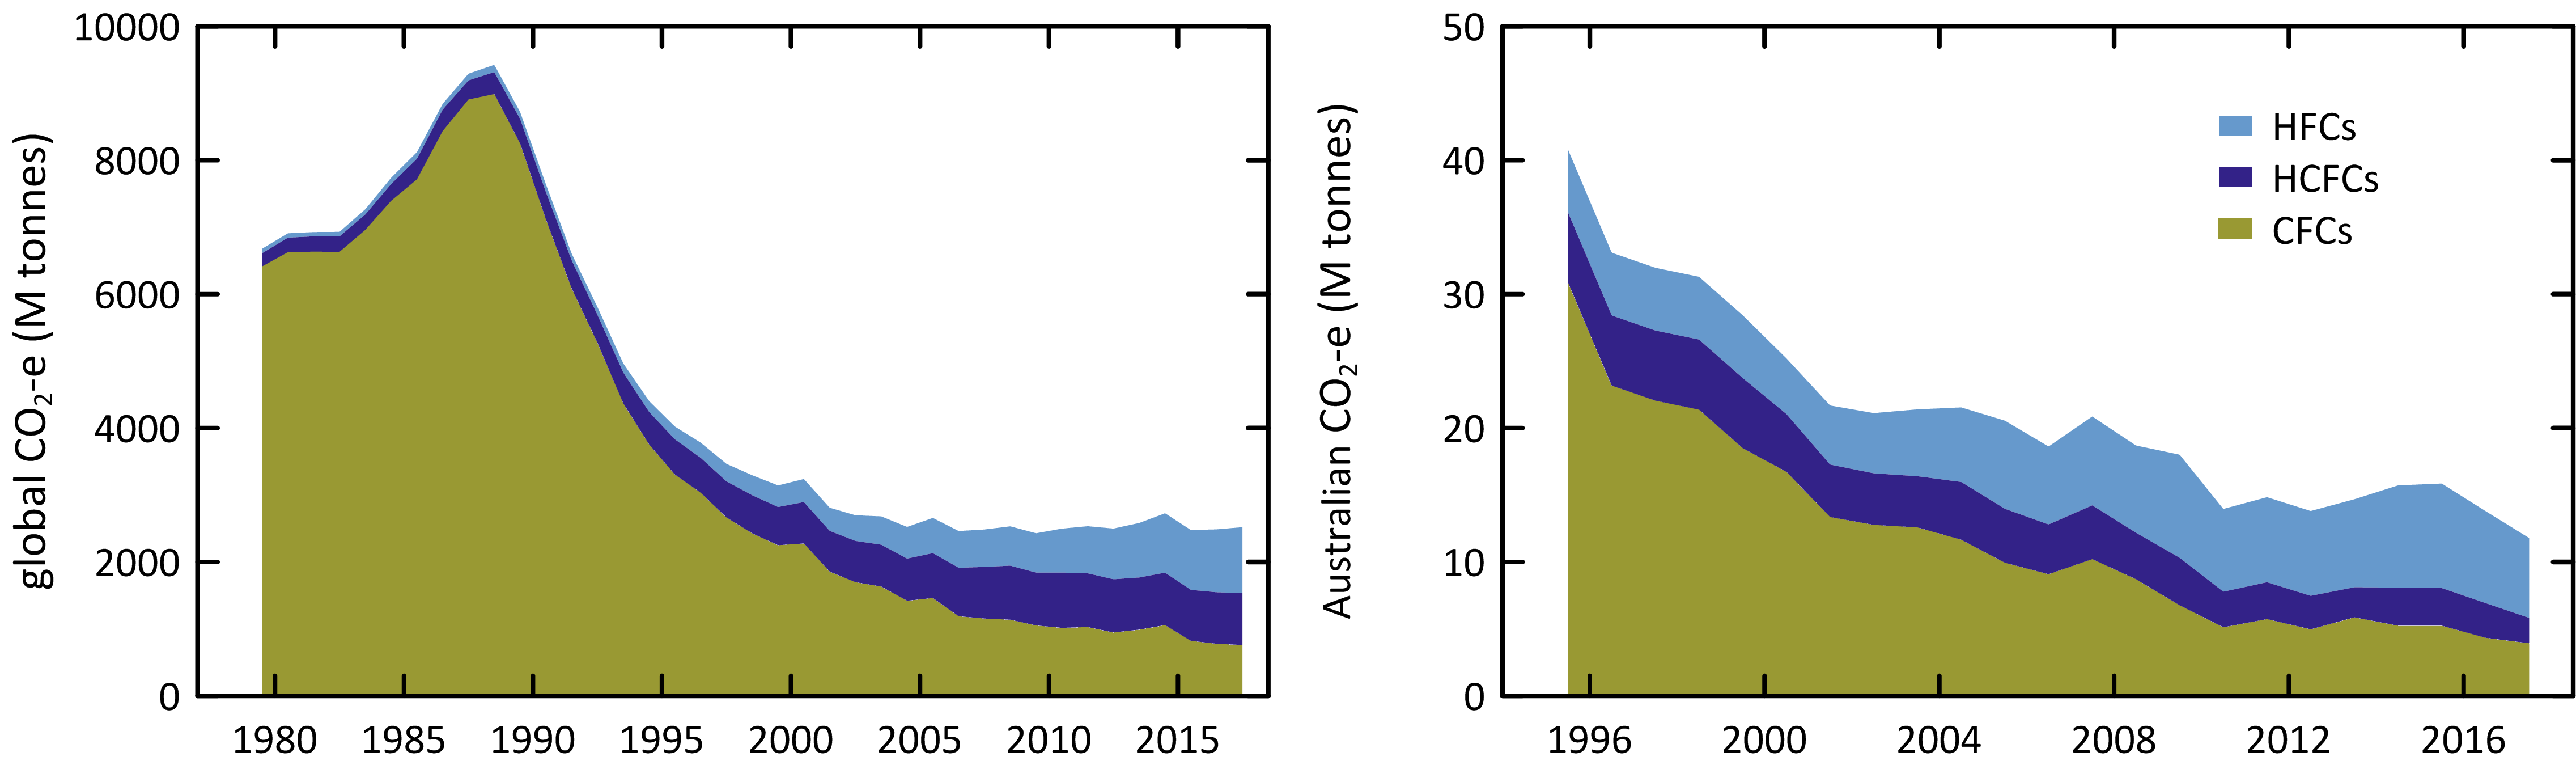 global CO₂-e (M tonnes)
10000
8000
6000
4000
2000
0
1980 1985 1990 1995 2000 2005 2010 2015
Australian CO₂-e (M tonnes)
50
40
30
20
10
0
1996 2000 2004 2008 2012 2016
HFCs
HCFCs
CFCs